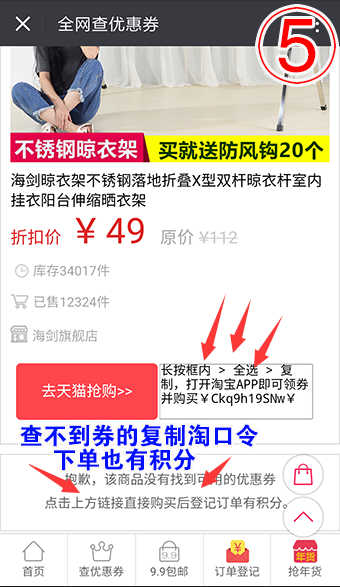 全网查优惠券
5
不锈钢晾衣架 买就送防风钩20个
海剑晾衣架不锈钢落地折叠X型双杆晾衣杆室内
挂衣阳台伸缩晒衣架
折扣价 ￥49 原价 ￥112
库存34017件
已售12324件
海剑旗舰店
去天猫抢购>>
长按框内 > 全选 > 复
制，打开淘宝APP即可领券
并购买￥Ckq9h19SNw￥
查不到券的复制淘口令
下单也有积分
抱歉，该商品没有找到可用的优惠券
点击上方链接直接购买后登记订单有积分。
首页 查优惠券 9.9 9.9包邮 订单登记 年货 抢年货